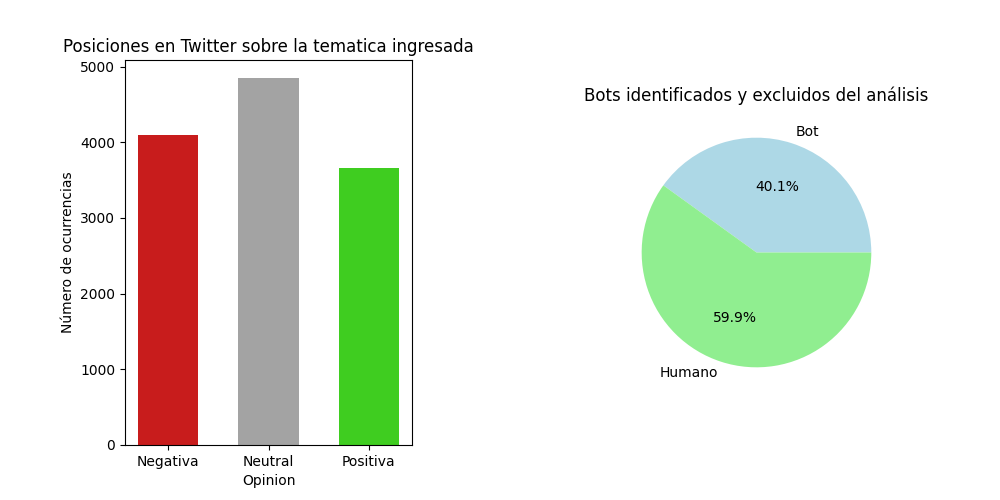 Posiciones en Twitter sobre la tematica ingresada
Número de ocurrencias
5000
4000
3000
2000
1000
0
Negativa
Neutral
Positiva
Opinion
Bots identificados y excluidos del análisis
Bot
40.1%
59.9%
Humano